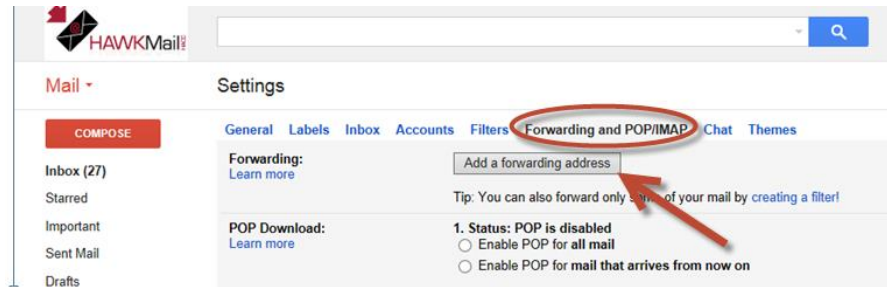 HAWKMail
Mail
Settings
COMPOSE
General Labels Inbox Accounts Filters Forwarding and POP/IMAP Chat Themes
Inbox (27)
Starred
Important
Sent Mail
Drafts
Forwarding:
Learn more
Add a forwarding address
Tip: You can also forward only some of your mail by creating a filter!
POP Download:
Learn more
1. Status: POP is disabled
Enable POP for all mail
Enable POP for mail that arrives from now on